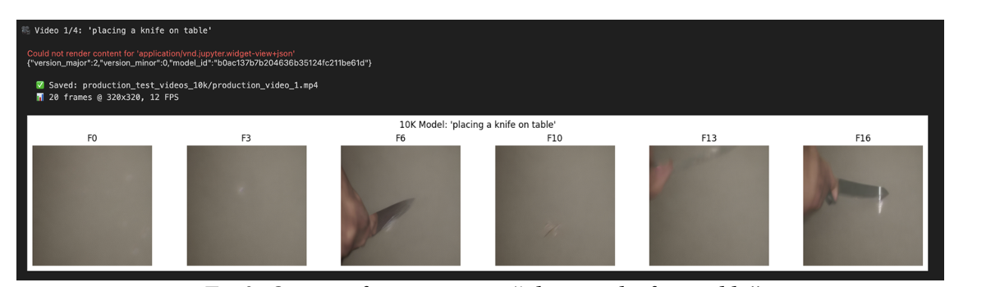 Video 1/4: 'placing a knife on table'
Could not render content for 'application/vnd.jupyter.widget-view+json'
{"version_major":2,"version_minor":0,"model_id":"b0ac137b7b204636b35124fc211be61d"}
Saved: production_test_videos_10k/production_video_1.mp4
20 frames @ 320x320, 12 FPS
10K Model: 'placing a knife on table'
F0 F3 F6 F10 F13 F16